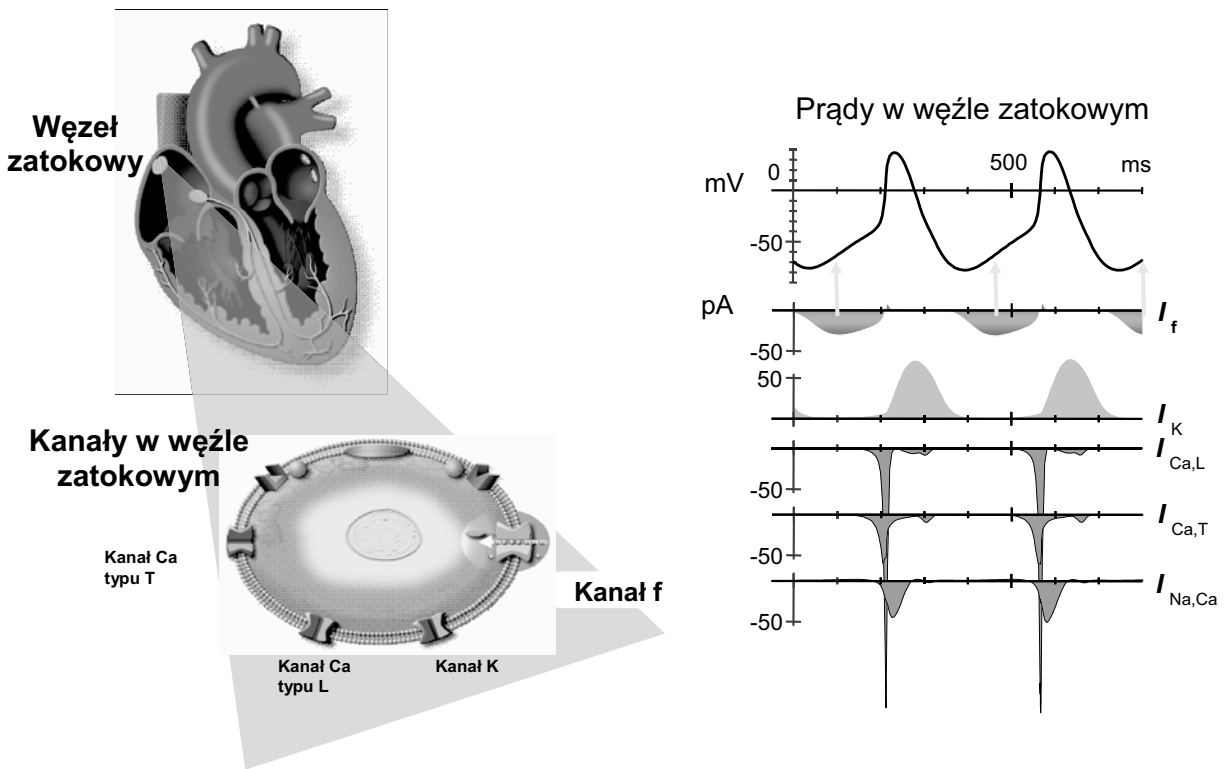 Węzeł
zatokowy
Kanały w węźle
zatokowym
Kanał Ca
typu T
Kanał f
Kanał Ca
typu L
Kanał K
Prądy w węźle zatokowym
mV
0
500
ms
-50
pA
I f
-50
50
I K
I Ca,L
-50
I Ca,T
-50
I Na,Ca
-50